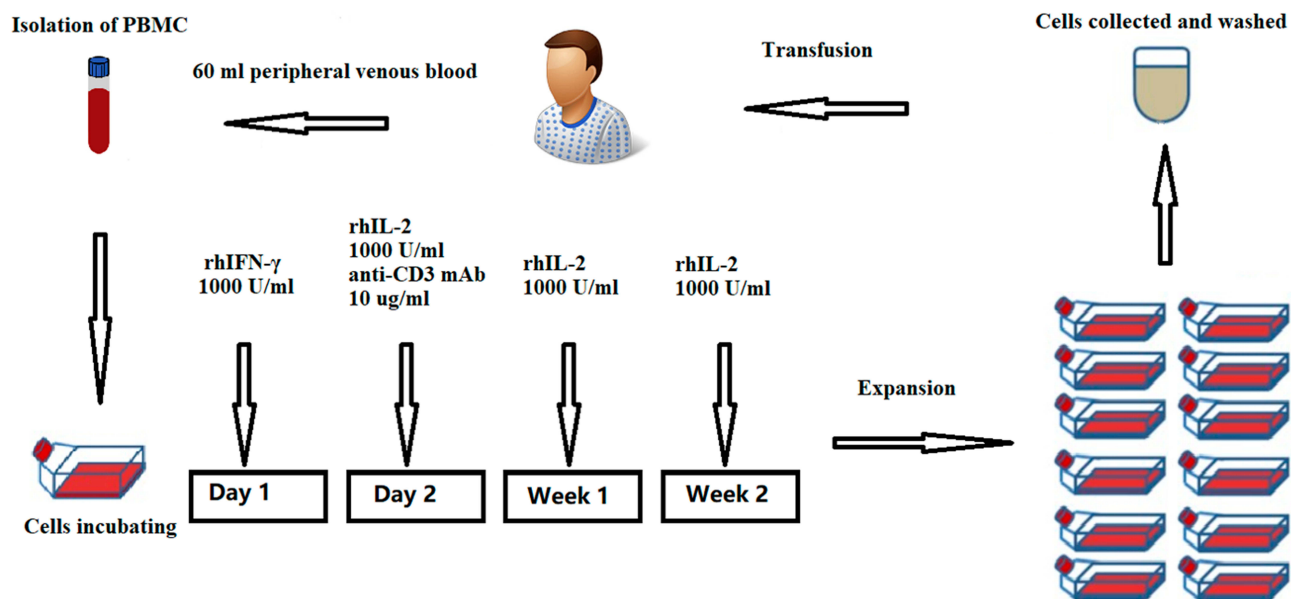 Isolation of PBMC
60 ml peripheral venous blood
Transfusion
Cells collected and washed
rhIFN-γ
1000 U/ml
rhIL-2
1000 U/ml
anti-CD3 mAb
10 ug/ml
rhIL-2
1000 U/ml
rhIL-2
1000 U/ml
Expansion
Cells incubating
Day 1
Day 2
Week 1
Week 2